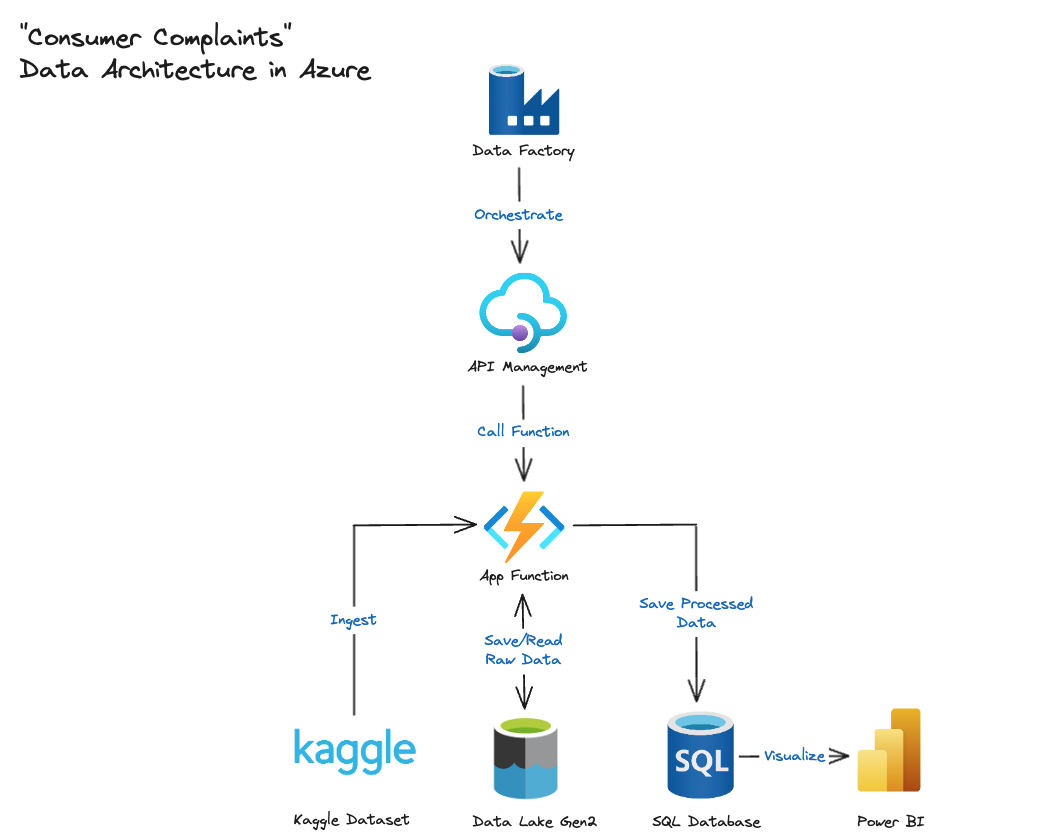 "Consumer Complaints"
Data Architecture in Azure
Data Factory
Orchestrate
API Management
Call Function
App Function
Ingest
Save/Read
Raw Data
Save Processed
Data
kaggle
SQL
Visualize
Kaggle Dataset
Data Lake Gen2
SQL Database
Power BI